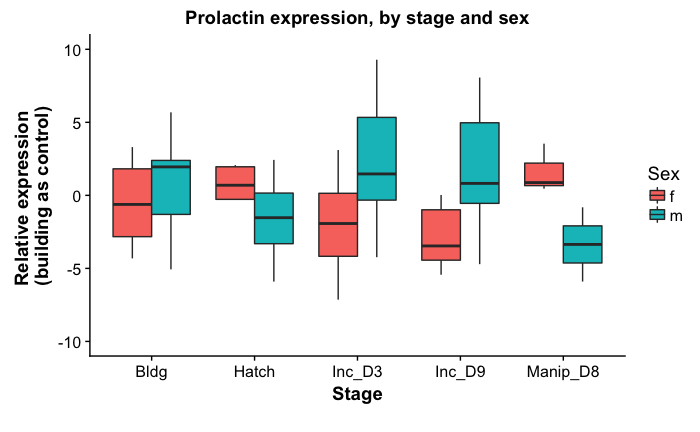 Prolactin expression, by stage and sex
Relative expression
(building as control)
10
5
0
-5
-10
Bldg Hatch Inc_D3 Inc_D9 Manip_D8
Stage
Sex
f
m